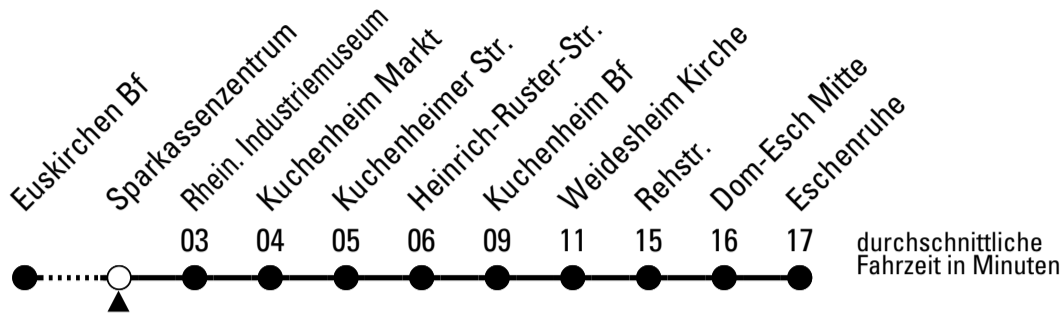 Euskirchen Bf
Sparkassenzentrum
Rhein. Industriemuseum
Kuchenheim Markt
Kuchenheimer Str.
Heinrich-Ruster-Str.
Kuchenheim Bf
Weidesheim Kirche
Rehstr.
Dom-Esch Mitte
Eschenruhe
03 04 05 06 09 11 15 16 17
durchschnittliche
Fahrzeit in Minuten